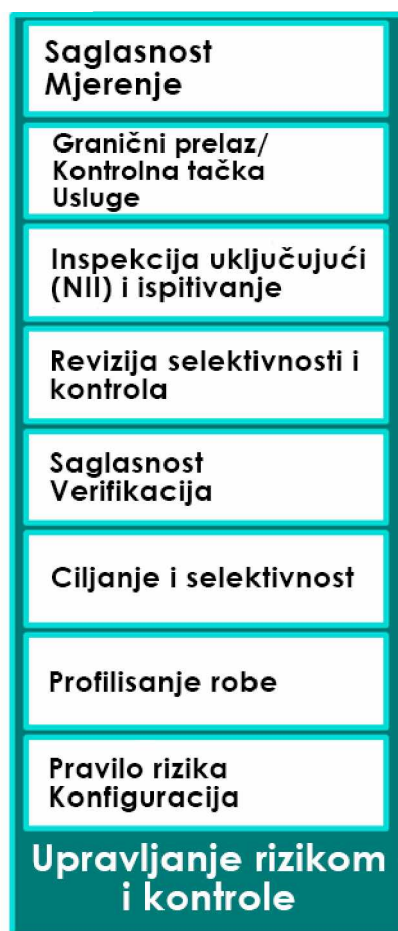 Saglasnost
Mjerenje
Granični prelaz/
Kontrolna tačka
Usluge
Inspekcija uključujući
(NII) i ispitivanje
Revizija selektivnosti i
kontrola
Saglasnost
Verifikacija
Ciljanje i selektivnost
Profilisanje robe
Pravilo rizika
Konfiguracija
Upravljanje rizikom
i kontrole